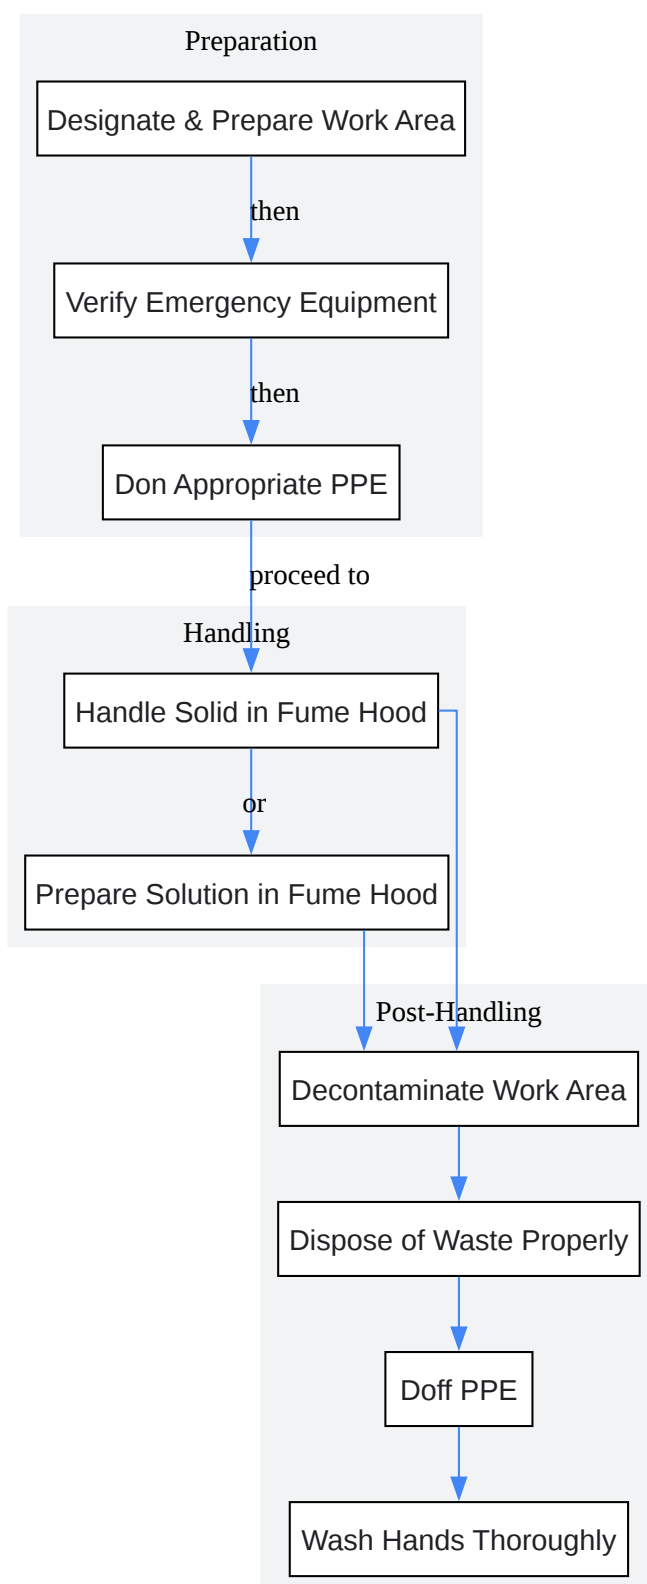 Preparation
Designate & Prepare Work Area
then
Verify Emergency Equipment
then
Don Appropriate PPE
proceed to
Handling
Handle Solid in Fume Hood
or
Prepare Solution in Fume Hood
Post-Handling
Decontaminate Work Area
Dispose of Waste Properly
Doff PPE
Wash Hands Thoroughly